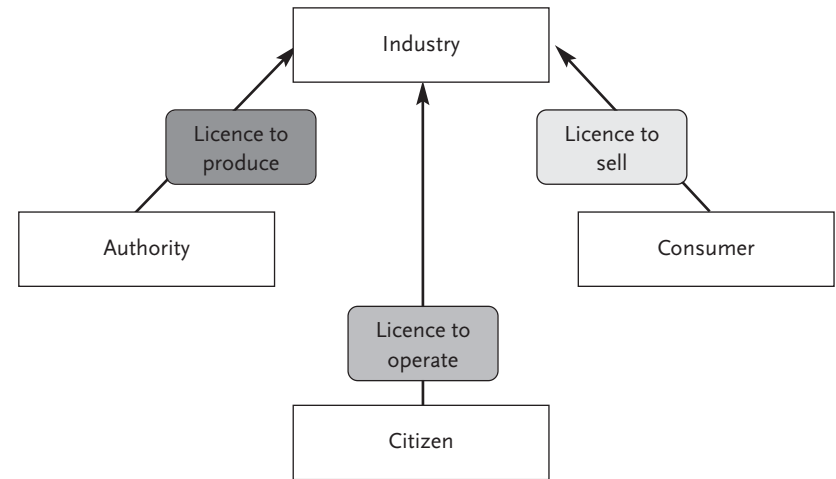 Industry
Licence to
produce
Licence to
sell
Authority
Consumer
Licence to
operate
Citizen